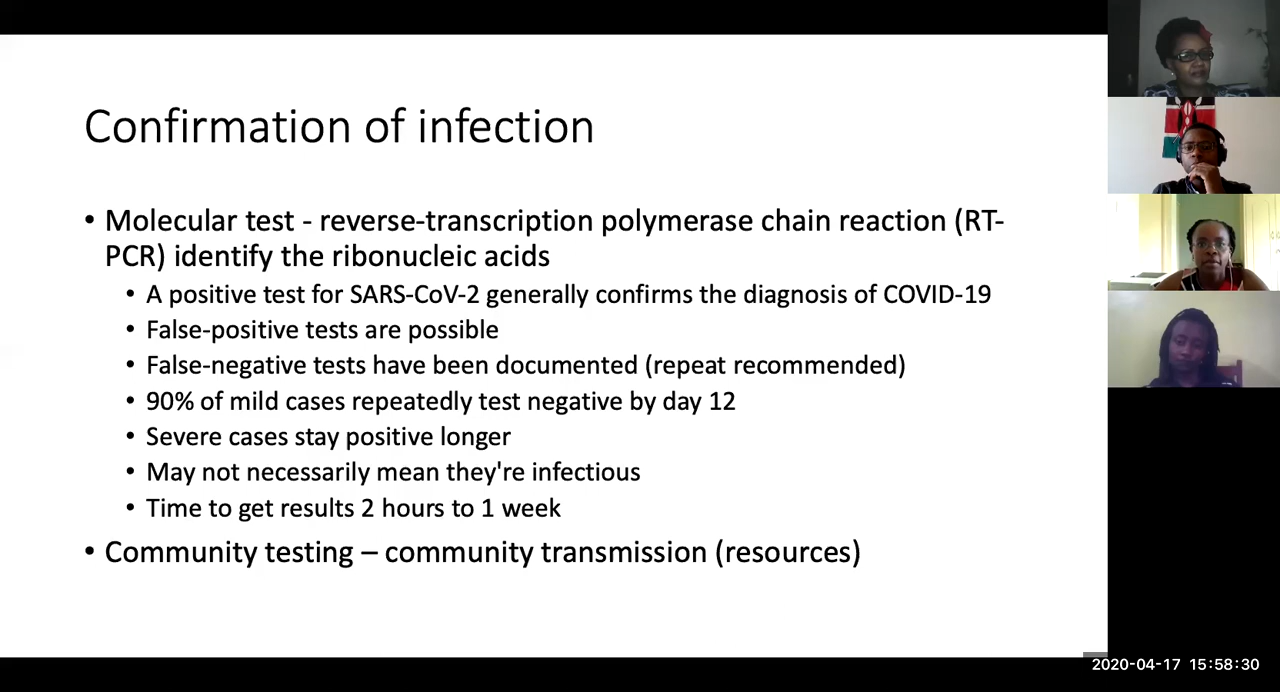 Confirmation of infection
• Molecular test - reverse-transcription polymerase chain reaction (RT-
PCR) identify the ribonucleic acids
• A positive test for SARS-CoV-2 generally confirms the diagnosis of COVID-19
• False-positive tests are possible
• False-negative tests have been documented (repeat recommended)
• 90% of mild cases repeatedly test negative by day 12
• Severe cases stay positive longer
• May not necessarily mean they're infectious
• Time to get results 2 hours to 1 week
• Community testing – community transmission (resources)
2020-04-17 15:58:30